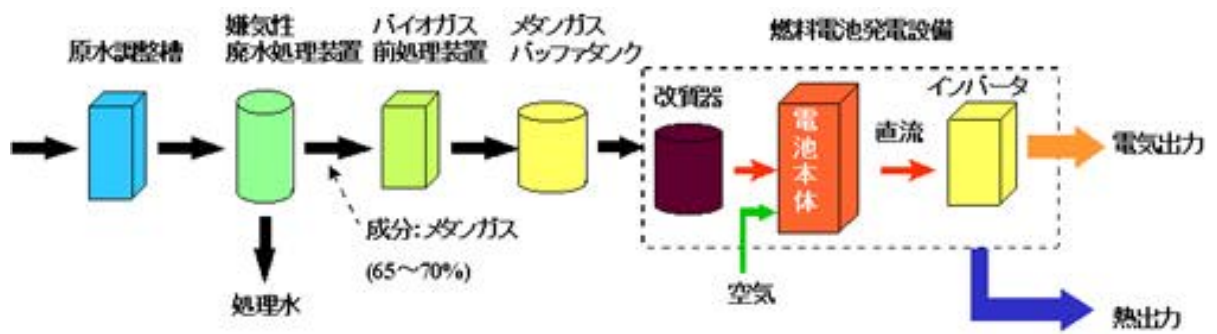 原水調整槽
嫌気性
廃水処理装置
バイオガス
前処理装置
メタンガス
バッファタンク
燃料電池発電設備
改質器
電池本体
直流
インバータ
電気出力
成分:メタンガス
(65~70%)
処理水
空気
熱出力